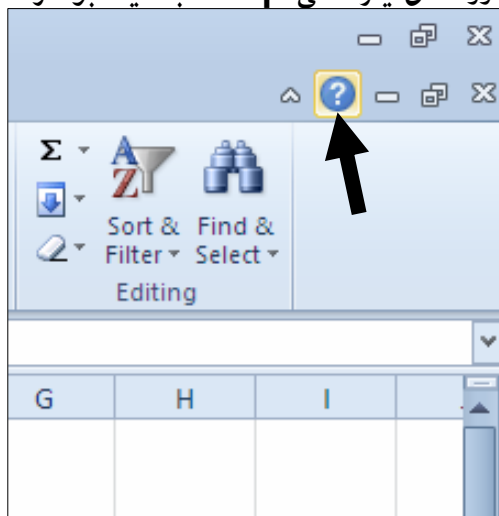 Σ
A
Z
Sort & Find &
Filter Select
Editing
G H I